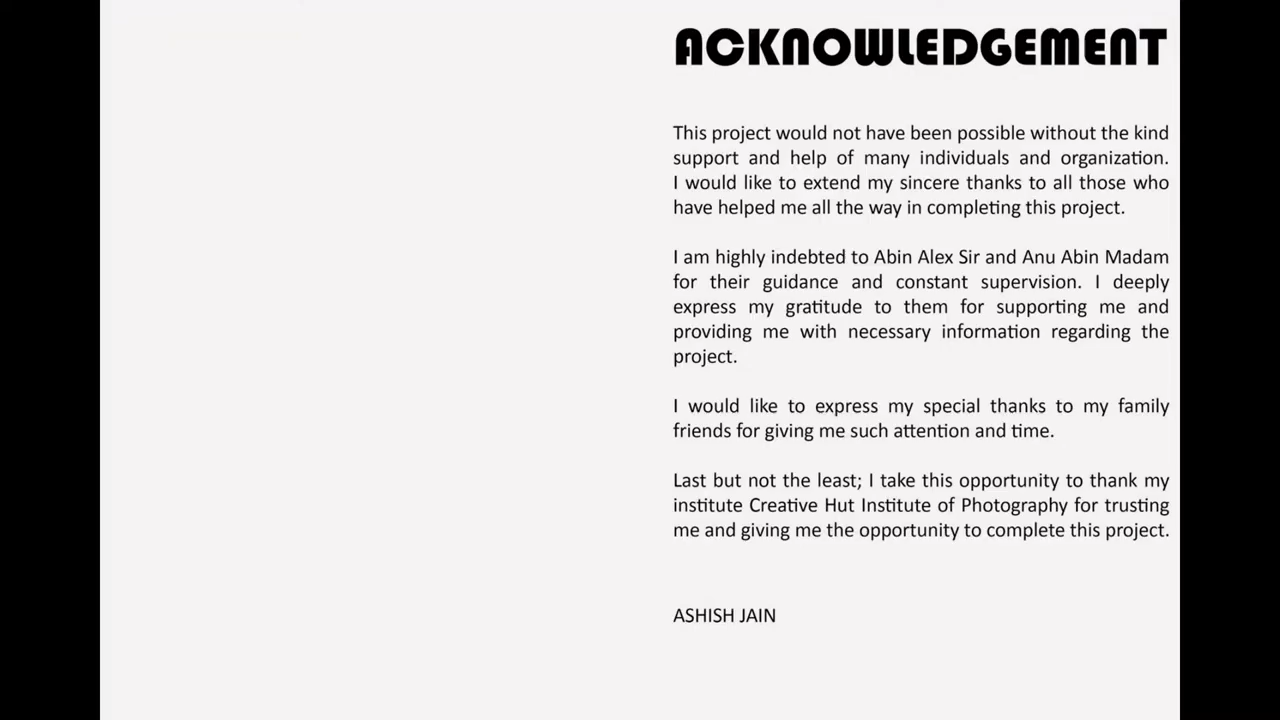 ACKNOWLEDGEMENT
This project would not have been possible without the kind
support and help of many individuals and organization.
I would like to extend my sincere thanks to all those who
have helped me all the way in completing this project.
I am highly indebted to Abin Alex Sir and Anu Abin Madam
for their guidance and constant supervision. I deeply
express my gratitude to them for supporting me and
providing me with necessary information regarding the
project.
I would like to express my special thanks to my family
friends for giving me such attention and time.
Last but not the least; I take this opportunity to thank my
institute Creative Hut Institute of Photography for trusting
me and giving me the opportunity to complete this project.
ASHISH JAIN